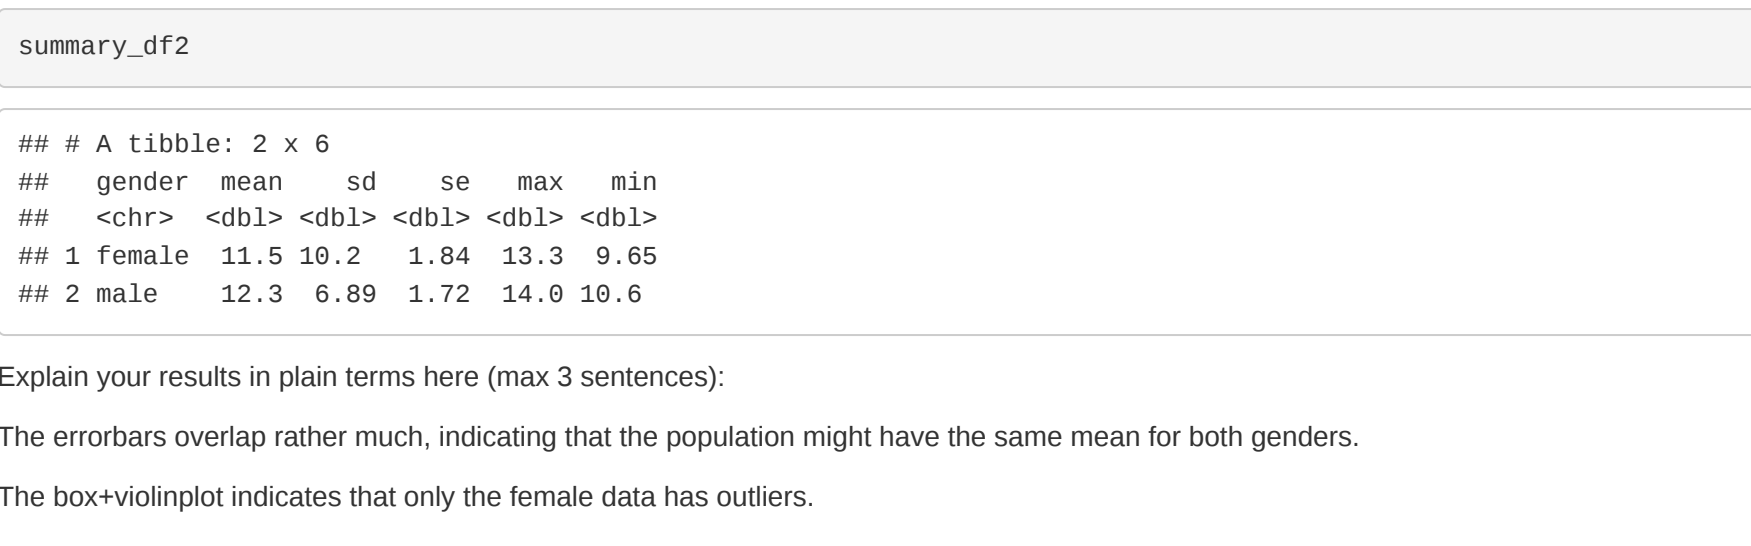 summary_df2
## # A tibble: 2 x 6
##   gender  mean    sd    se   max   min
##   <chr>  <dbl> <dbl> <dbl> <dbl> <dbl>
## 1 female  11.5 10.2   1.84  13.3  9.65
## 2 male    12.3  6.89  1.72  14.0 10.6
Explain your results in plain terms here (max 3 sentences):
The errorbars overlap rather much, indicating that the population might have the same mean for both genders.
The box+violinplot indicates that only the female data has outliers.